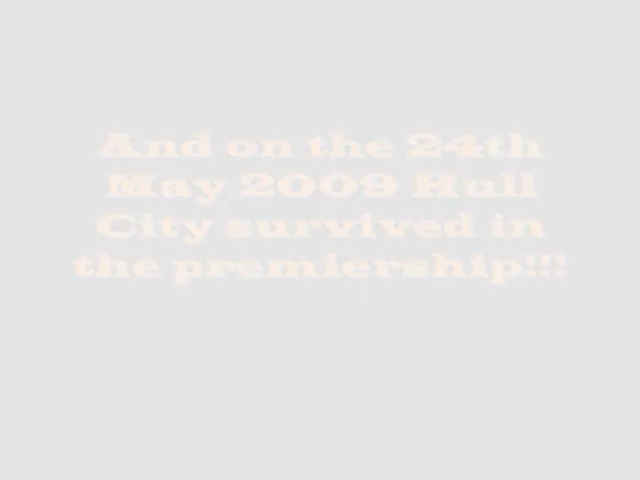 And on the 24th
May 2009 Hull
City survived in
the premiership!!!